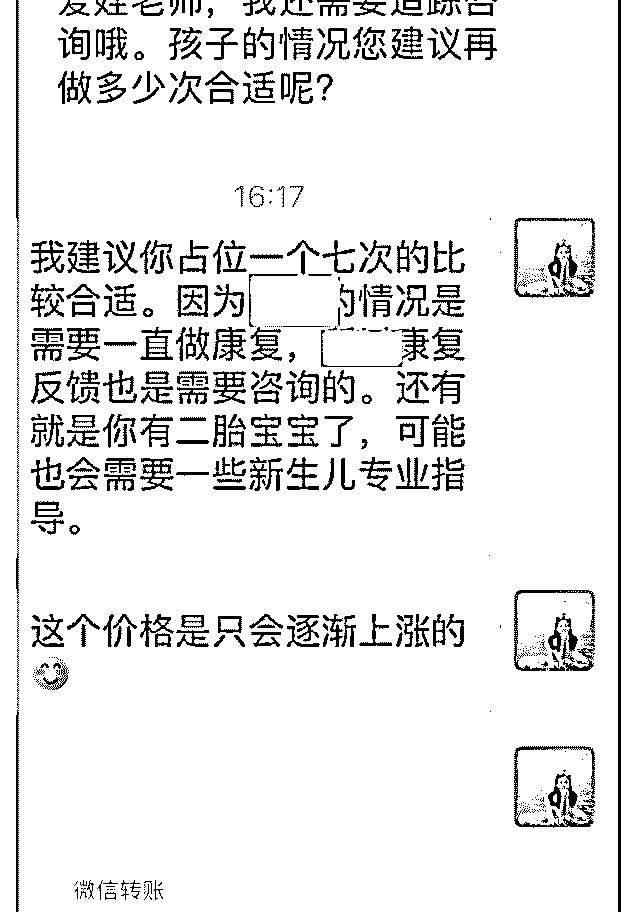 爱娃老师，我还需要追踪咨
询哦。孩子的情况您建议再
做多少次合适呢？
16:17
我建议你占位一个七次的比
较合适。因为 的情况是
需要一直做康复， 康复
反馈也是需要咨询的。还有
就是你有二胎宝宝了，可能
也会需要一些新生儿专业指
导。
这个价格是只会逐渐上涨的
微信转账